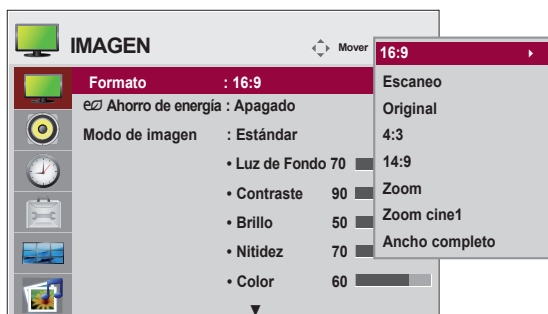 IMAGEN
Mover
Formato : 16:9
Ahorro de energía : Apagado
Modo de imagen : Estándar
• Luz de Fondo 70
• Contraste 90
• Brillo 50
• Nitidez 70
• Color 60
16:9
Escaneo
Original
4:3
14:9
Zoom
Zoom cine1
Ancho completo